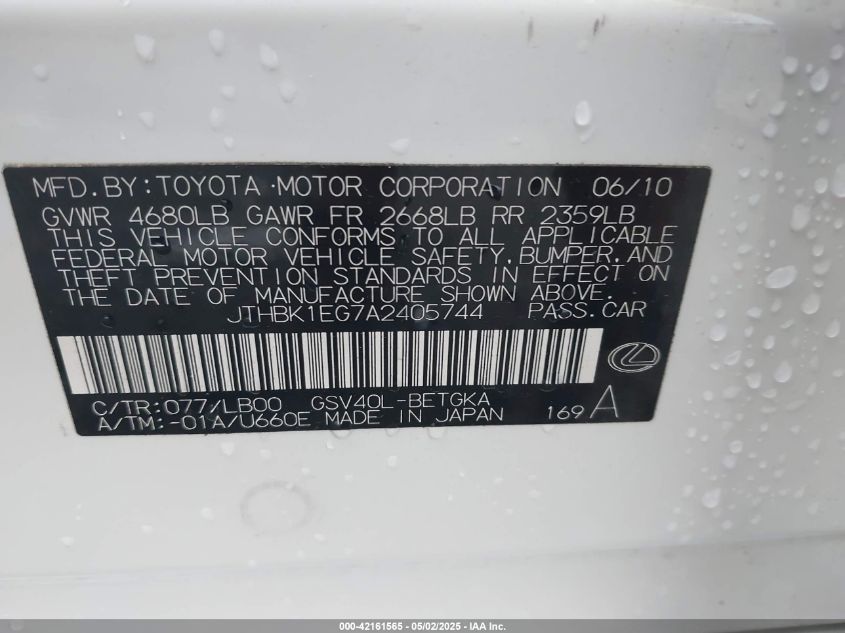 MFD.BY:TOYOTA MOTOR CORPORATION 06/10
GVWR 4680LB GAWR FR 2668LB RR 2359LB
THIS VEHICLE CONFORMS TO ALL APPLICABLE
FEDERAL MOTOR VEHICLE SAFETY,BUMPER,AND
THEFT PREVENTION STANDARDS IN EFFECT ON
THE DATE OF MANUFACTURE SHOWN ABOVE.
JTHBK1EG7A2405744 PASS.CAR
C/TR:077/LB00 GSV40L-BETGKA
A/TM:-01A/U660E MADE IN JAPAN 169 A
000-42161565 - 05/02/2025 - IAA Inc.